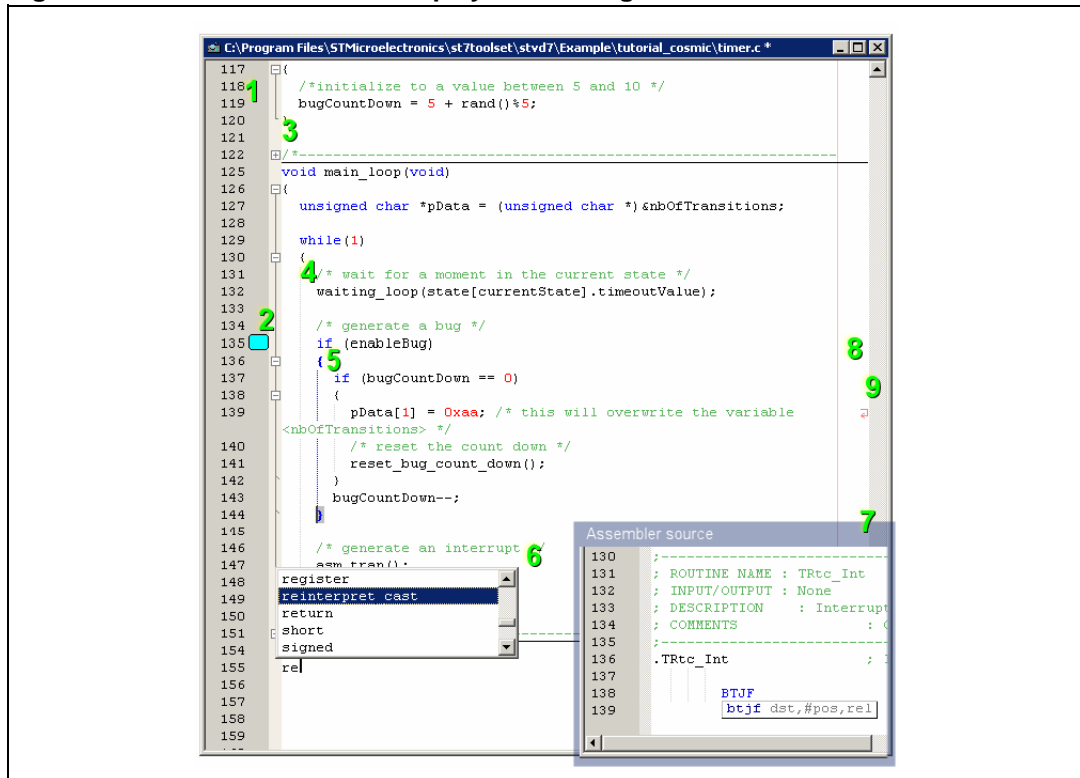 C:\Program Files\STMicroelectronics\st7toolset\stvd7\Example\tutorial_cosmic\timer.c *
117 {
118 /*initialize to a value between 5 and 10 */
1
119 bugCountDown = 5 + rand()%5;
120 }
3
121
122 /*--------------------------------------------------------------
125 void main_loop(void)
126 {
127 unsigned char *pData = (unsigned char *)&nbOfTransitions;
128
129 while(1)
130 {
4
131 /* wait for a moment in the current state */
132 waiting_loop(state[currentState].timeoutValue);
133
2
134 /* generate a bug */
135 if (enableBug)
8
136 {
5
137 if (bugCountDown == 0)
9
138 {
139 pData[1] = 0xaa; /* this will overwrite the variable
<nbOfTransitions> */
140 /* reset the count down */
141 reset_bug_count_down();
142 }
143 bugCountDown--;
144 }
7
145
146 /* generate an interrupt */
6
147 asm_tran();
148
149
150
151
154
155 re
156
157
158
159
register
reinterpret_cast
return
short
signed
Assembler source
130 ;---------------------------
131 ; ROUTINE NAME : TRtc_Int
132 ; INPUT/OUTPUT : None
133 ; DESCRIPTION : Interrupt
134 ; COMMENTS :
135 ;---------------------------
136 .TRtc_Int ;
137
138 BTJF
139 btjf dst,#pos,rel